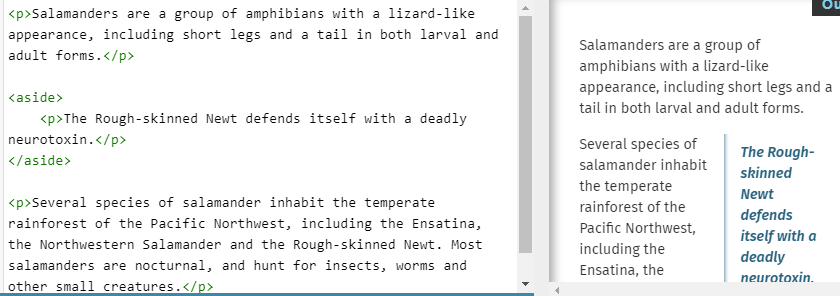 <p>Salamanders are a group of amphibians with a lizard-like
appearance, including short legs and a tail in both larval and
adult forms.</p>
<aside>
<p>The Rough-skinned Newt defends itself with a deadly
neurotoxin.</p>
</aside>
<p>Several species of salamander inhabit the temperate
rainforest of the Pacific Northwest, including the Ensatina,
the Northwestern Salamander and the Rough-skinned Newt. Most
salamanders are nocturnal, and hunt for insects, worms and
other small creatures.</p>
Ou
Salamanders are a group of
amphibians with a lizard-like
appearance, including short legs and a
tail in both larval and adult forms.
Several species of
salamander inhabit
the temperate
rainforest of the
Pacific Northwest,
including the
Ensatina, the
The Rough-
skinned
Newt
defends
itself with a
deadly
neurotoxin.